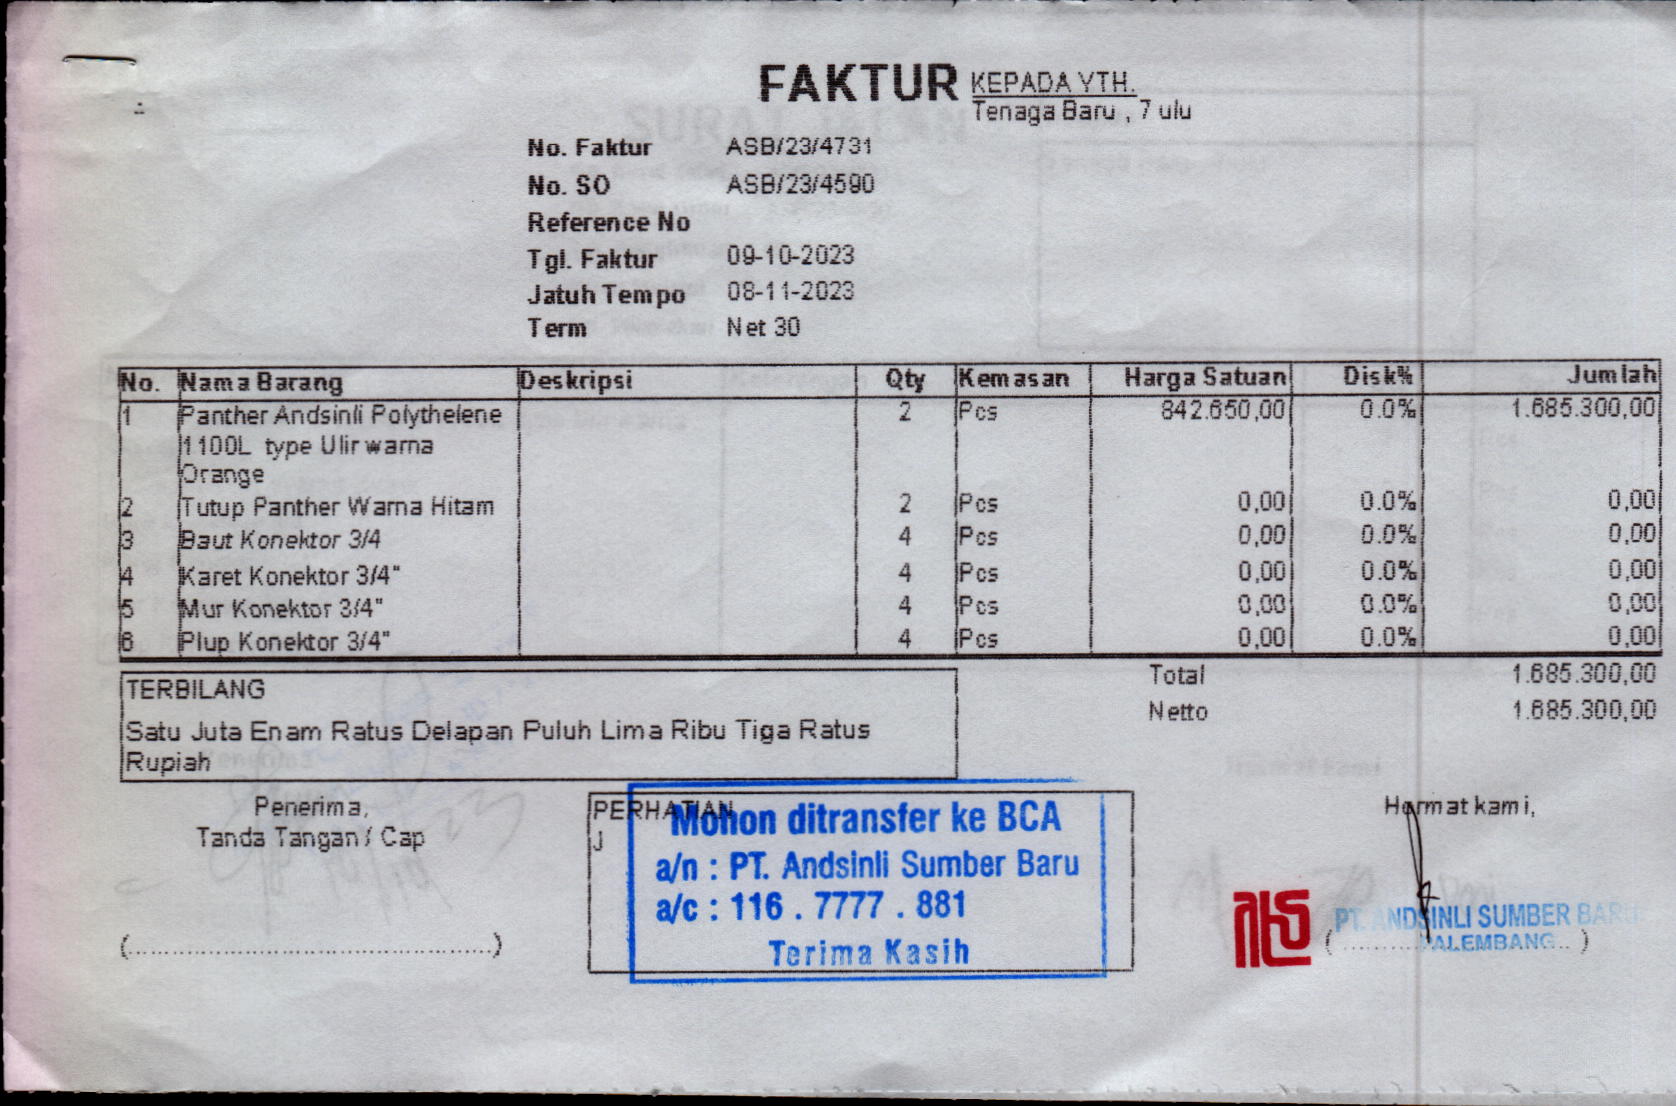 FAKTUR
KEPADA YTH.
Tenaga Baru , 7 ulu
No. Faktur ASB/23/4731
No. SO ASB/23/4590
Reference No
Tgl. Faktur 09-10-2023
Jatuh Tempo 08-11-2023
Term Net 30
No. Nama Barang Deskripsi Qty Kemasan Harga Satuan Disk% Jumlah
1 Panther Andsinli Polythelene 2 Pcs 842.650,00 0.0% 1.685.300,00
1100L type Ulir warna
Orange
2 Tutup Panther Warna Hitam 2 Pcs 0,00 0.0% 0,00
3 Baut Konektor 3/4 4 Pcs 0,00 0.0% 0,00
4 Karet Konektor 3/4" 4 Pcs 0,00 0.0% 0,00
5 Mur Konektor 3/4" 4 Pcs 0,00 0.0% 0,00
6 Plup Konektor 3/4" 4 Pcs 0,00 0.0% 0,00
Total 1.685.300,00
Netto 1.685.300,00
TERBILANG
Satu Juta Enam Ratus Delapan Puluh Lima Ribu Tiga Ratus
Rupiah
Penerima,
Tanda Tangan / Cap
(............................................)
PERHATIAN
J
Mohon ditransfer ke BCA
a/n : PT. Andsinli Sumber Baru
a/c : 116 . 7777 . 881
Terima Kasih
Hormat kami,
PT. ANDSINLI SUMBER BARU
PALEMBANG